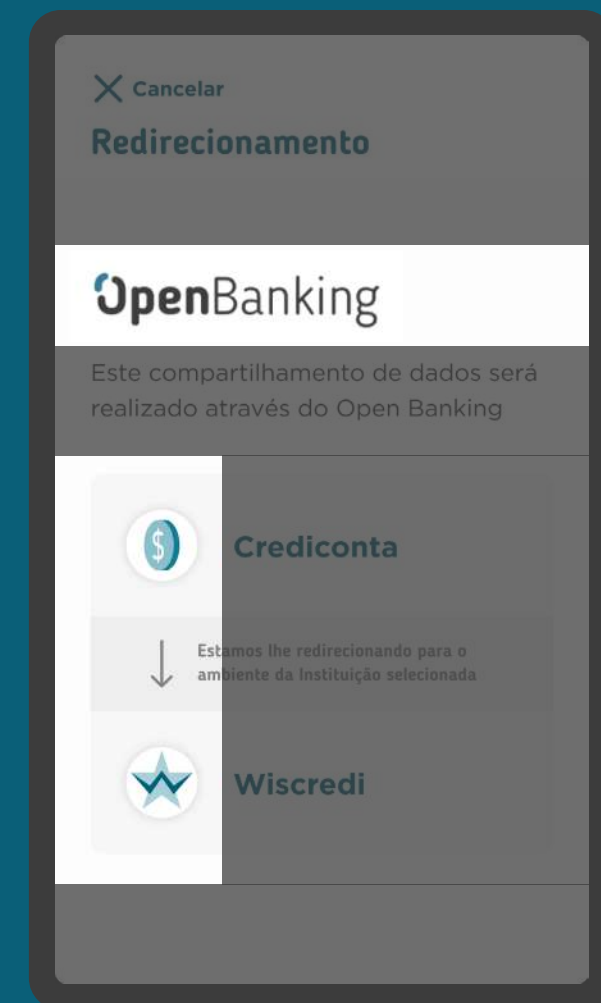 Cancelar
Redirecionamento
OpenBanking
Este compartilhamento de dados será
realizado através do Open Banking
$
Crediconta
Estamos lhe redirecionando para o
ambiente da Instituição selecionada
Wiscredi